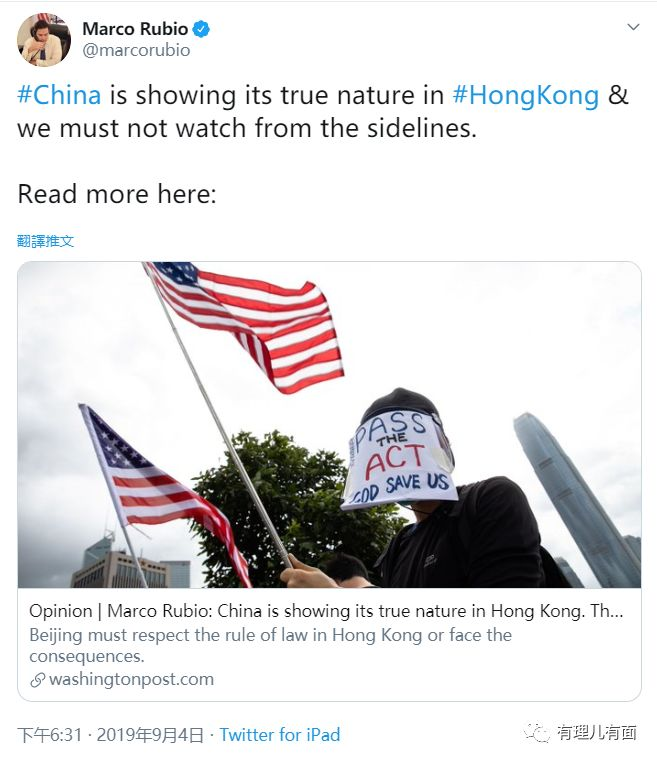 Marco Rubio
@marcorubio
#China is showing its true nature in #HongKong &
we must not watch from the sidelines.
Read more here:
翻譯推文
PASS
THE
ACT
GOD SAVE US
Opinion | Marco Rubio: China is showing its true nature in Hong Kong. Th...
Beijing must respect the rule of law in Hong Kong or face the
consequences.
washingtonpost.com
下午6:31 · 2019年9月4日 · Twitter for iPad
有理儿有面